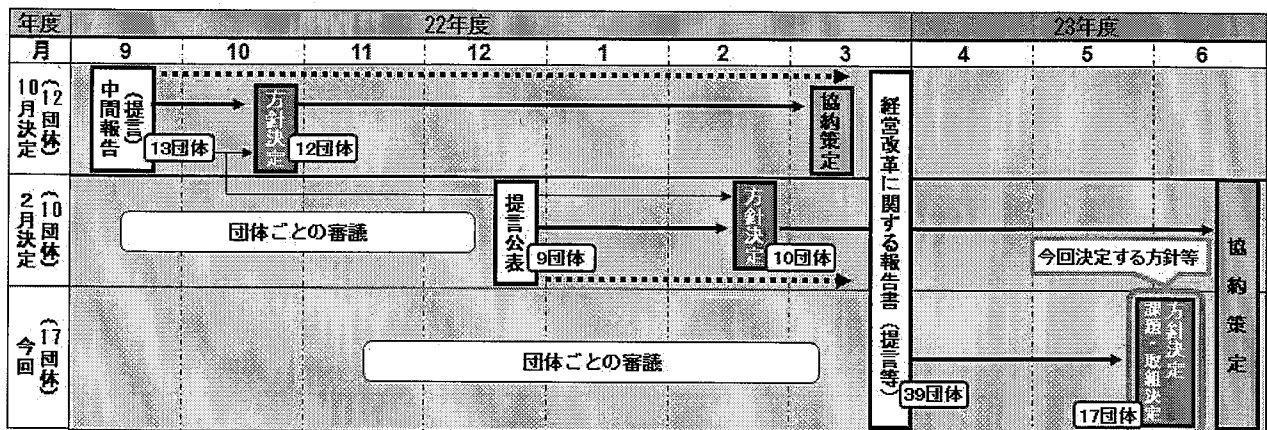 年度 22年度 23年度
月 9 10 11 12 1 2 3 4 5 6
10月決定(12団体)
中間報告(提言)
13団体
方針決定
12団体
協約策定
2月決定(10団体)
団体ごとの審議
提言公表
9団体
方針決定
10団体
今回(17団体)
団体ごとの審議
経営改革に関する報告書(提言等)
39団体
今回決定する方針等
方針決定
課題・取組決定
17団体
協約策定